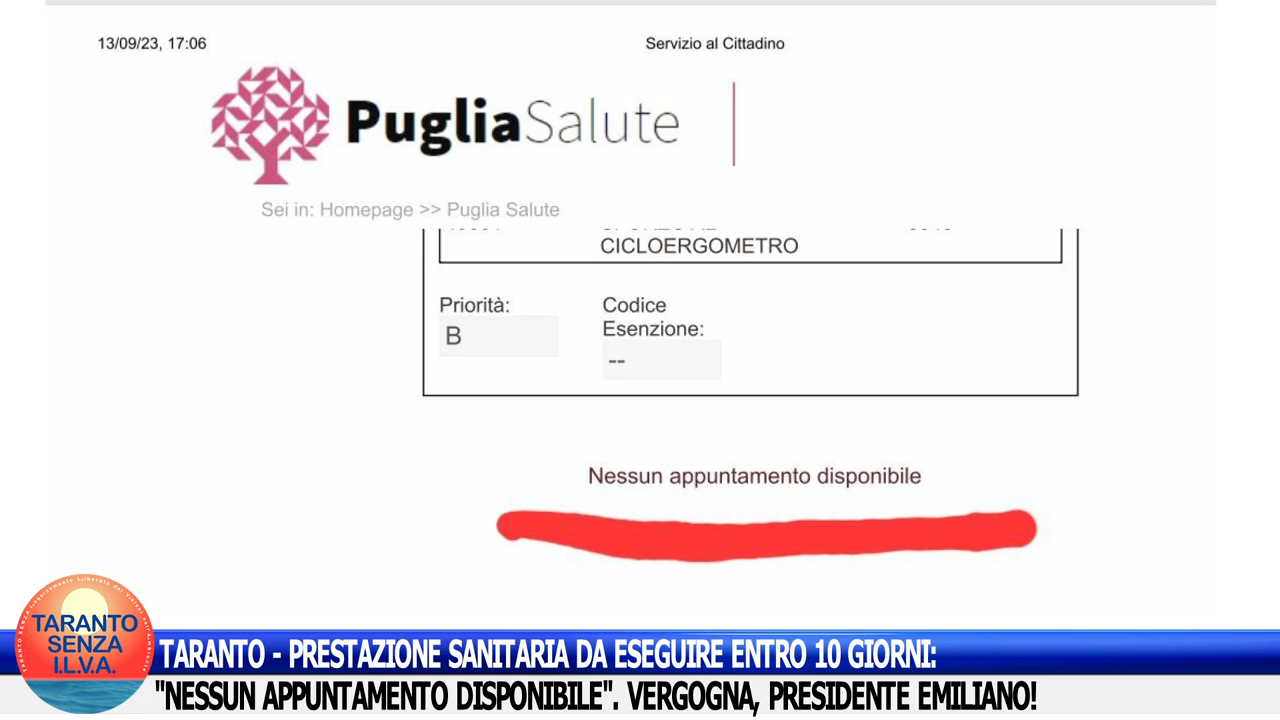 13/09/23, 17:06
Servizio al Cittadino
PugliaSalute
Sei in: Homepage >> Puglia Salute
CICLOERGOMETRO
Priorità:
Codice
Esenzione:
B
--
Nessun appuntamento disponibile
TARANTO
SENZA
I.L.V.A.
TARANTO - PRESTAZIONE SANITARIA DA ESEGUIRE ENTRO 10 GIORNI:
"NESSUN APPUNTAMENTO DISPONIBILE". VERGOGNA, PRESIDENTE EMILIANO!